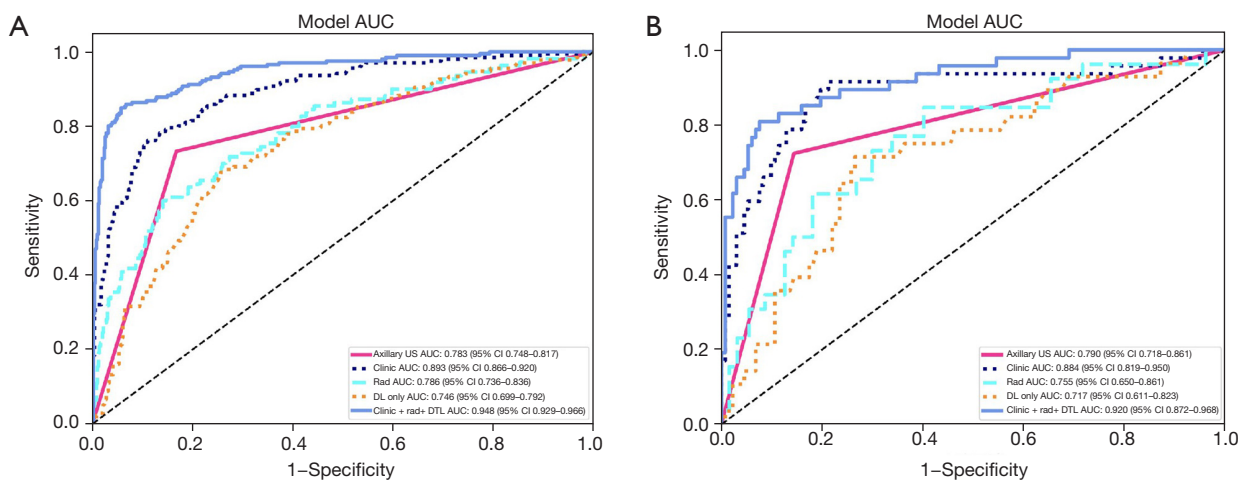 A
Model AUC
1.0
0.8
0.6
0.4
0.2
0.0
Sensitivity
0.0 0.2 0.4 0.6 0.8 1.0
1–Specificity
Axillary US AUC: 0.783 (95% CI 0.748–0.817)
Clinic AUC: 0.893 (95% CI 0.866–0.920)
Rad AUC: 0.786 (95% CI 0.736–0.836)
DL only AUC: 0.746 (95% CI 0.699–0.792)
Clinic + rad+ DTL AUC: 0.948 (95% CI 0.929–0.966)
B
Model AUC
1.0
0.8
0.6
0.4
0.2
0.0
Sensitivity
0.0 0.2 0.4 0.6 0.8 1.0
1–Specificity
Axillary US AUC: 0.790 (95% CI 0.718–0.861)
Clinic AUC: 0.884 (95% CI 0.819–0.950)
Rad AUC: 0.755 (95% CI 0.650–0.861)
DL only AUC: 0.717 (95% CI 0.611–0.823)
Clinic + rad+ DTL AUC: 0.920 (95% CI 0.872–0.968)